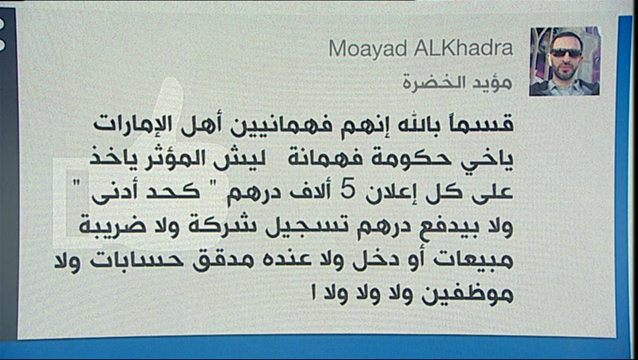 Moayad ALKhadra
مؤيد الخضرة
قسماً بالله إنهم فهمانيين أهل الإمارات
ياخي حكومة فهمانة ليش المؤثر ياخذ
على كل إعلان 5 ألاف درهم " كحد أدنى "
ولا بيدفع درهم تسجيل شركة ولا ضريبة
مبيعات أو دخل ولا عنده مدقق حسابات ولا
موظفين ولا ولا ولا ا